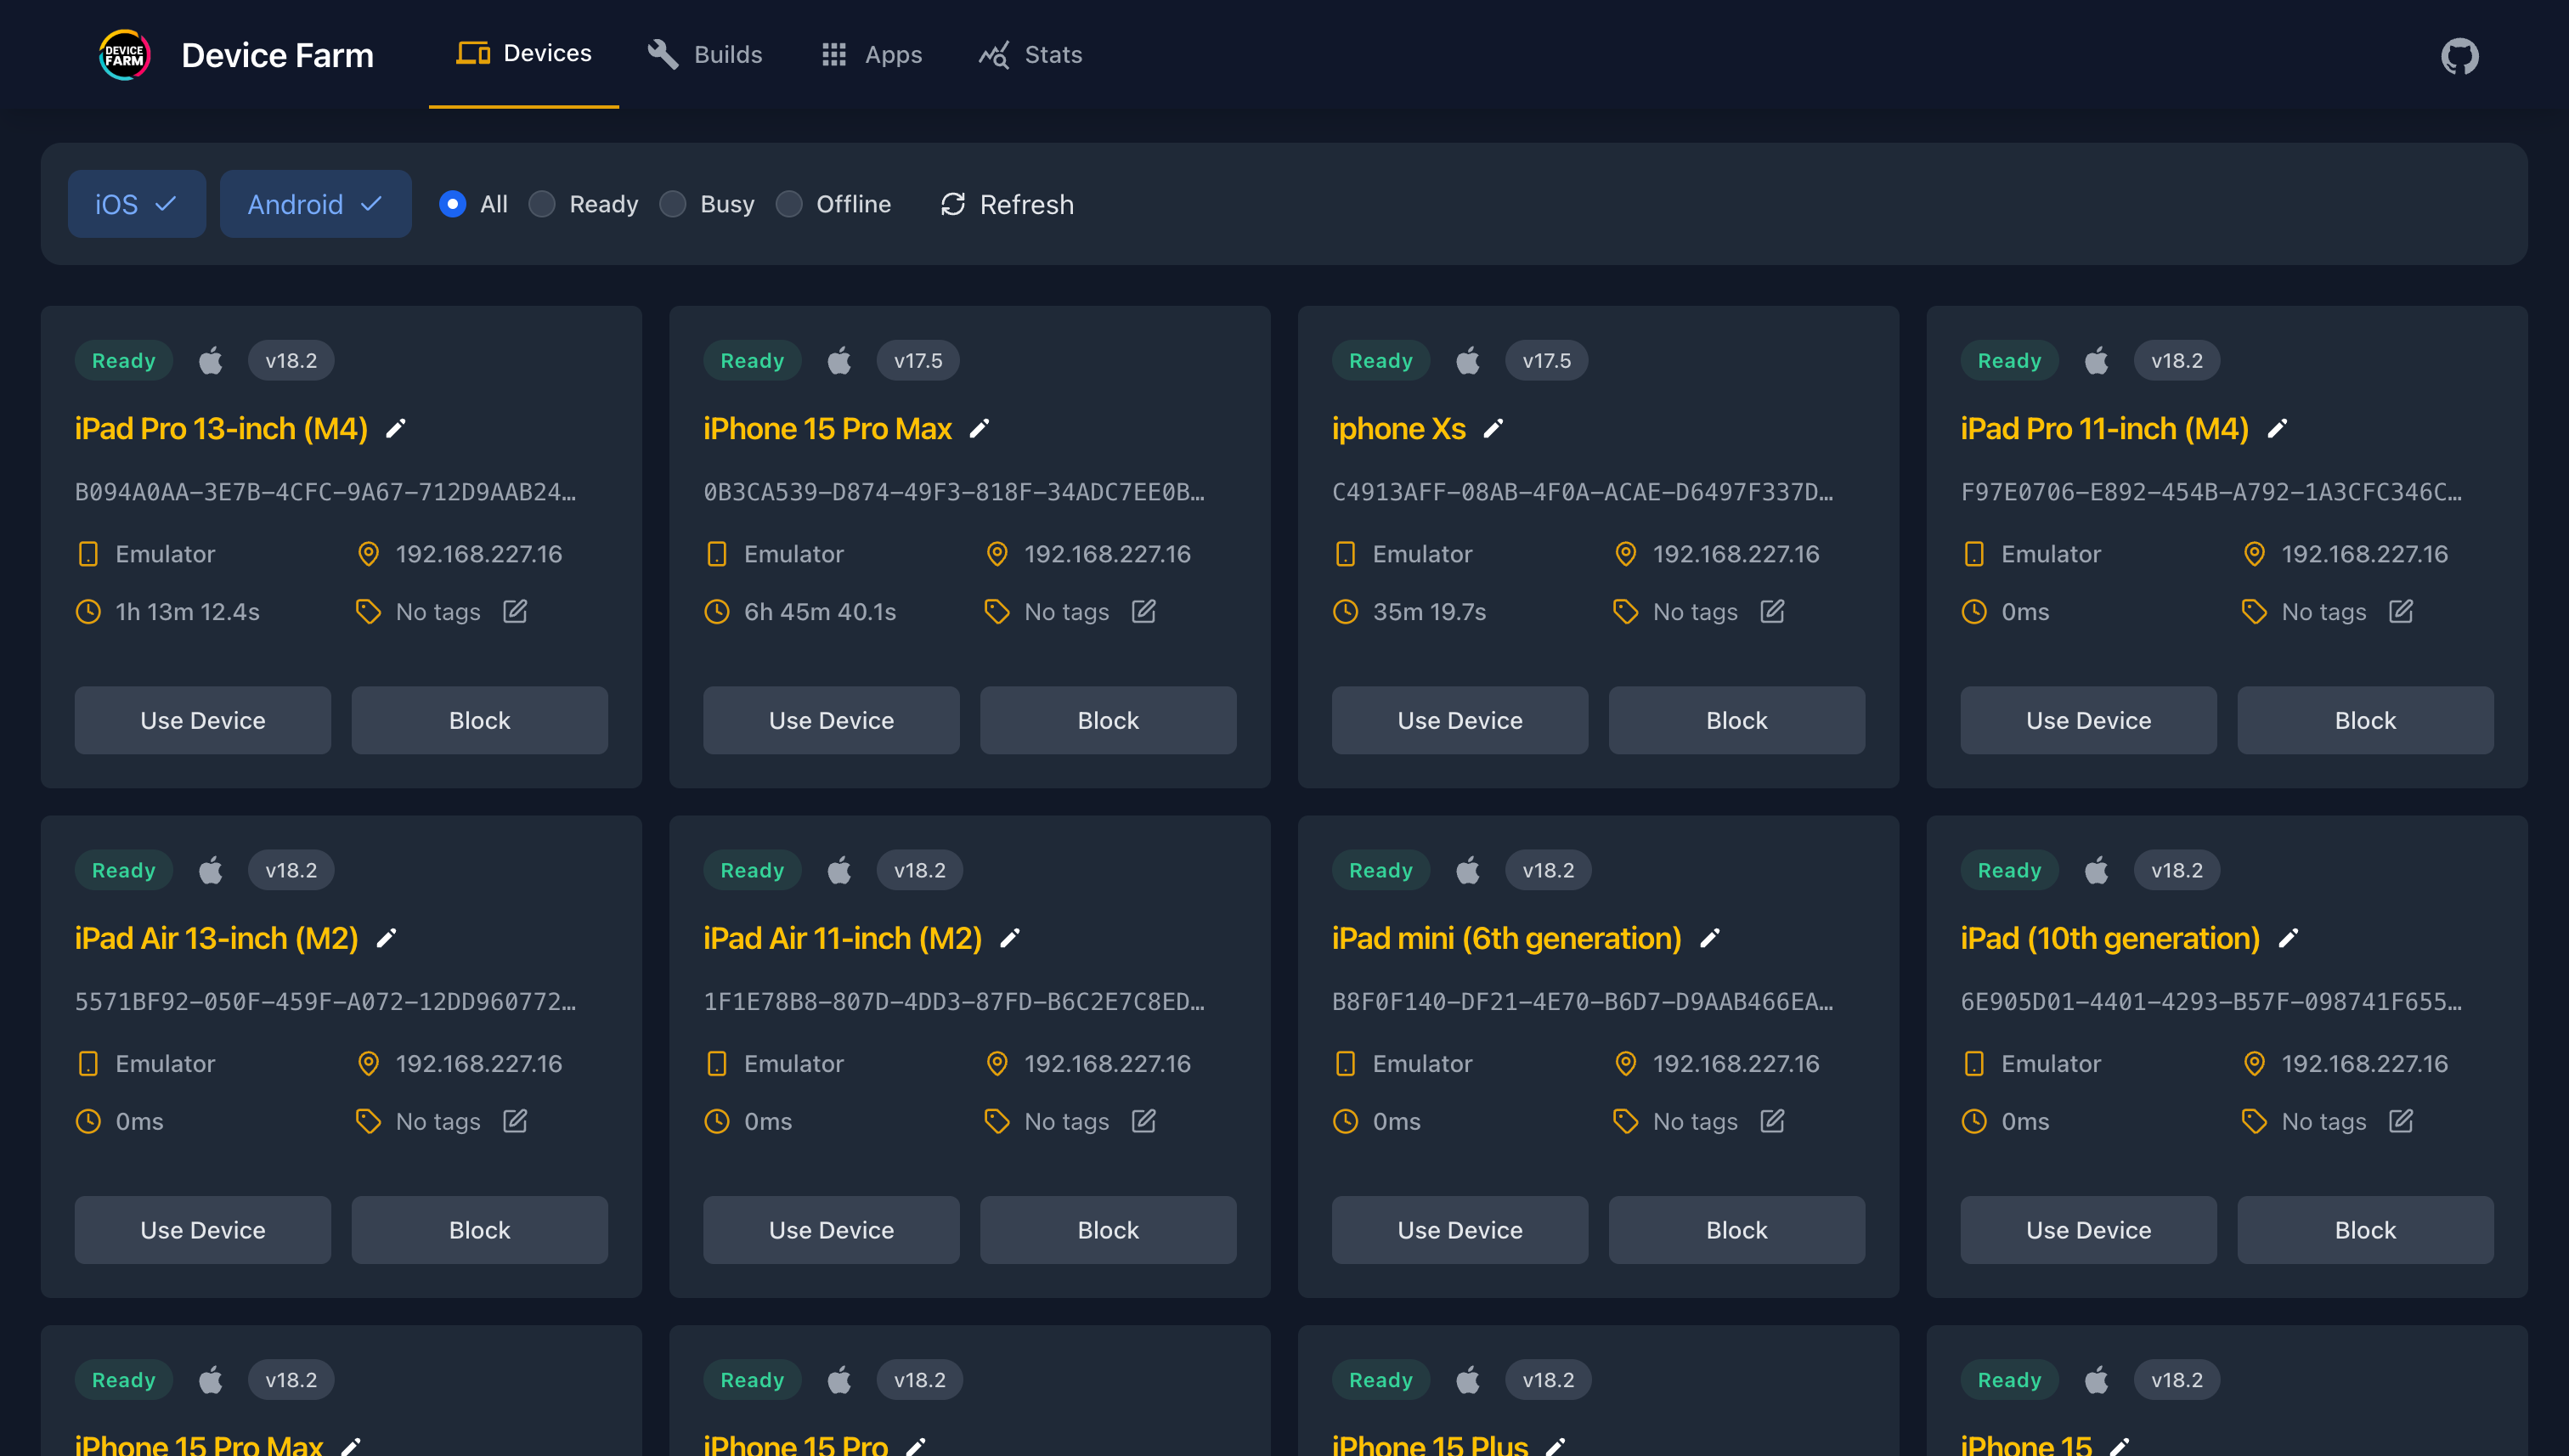 DEVICE FARM Device Farm Devices Builds Apps Stats
iOS Android All Ready Busy Offline Refresh
Ready v18.2
iPad Pro 13-inch (M4)
B094A0AA-3E7B-4CFC-9A67-712D9AAB24…
Emulator 192.168.227.16
1h 13m 12.4s No tags
Use Device Block
Ready v17.5
iPhone 15 Pro Max
0B3CA539-D874-49F3-818F-34ADC7EE0B…
Emulator 192.168.227.16
6h 45m 40.1s No tags
Use Device Block
Ready v17.5
iphone Xs
C4913AFF-08AB-4F0A-ACAE-D6497F337D…
Emulator 192.168.227.16
35m 19.7s No tags
Use Device Block
Ready v18.2
iPad Pro 11-inch (M4)
F97E0706-E892-454B-A792-1A3CFC346C…
Emulator 192.168.227.16
0ms No tags
Use Device Block
Ready v18.2
iPad Air 13-inch (M2)
5571BF92-050F-459F-A072-12DD960772…
Emulator 192.168.227.16
0ms No tags
Use Device Block
Ready v18.2
iPad Air 11-inch (M2)
1F1E78B8-807D-4DD3-87FD-B6C2E7C8ED…
Emulator 192.168.227.16
0ms No tags
Use Device Block
Ready v18.2
iPad mini (6th generation)
B8F0F140-DF21-4E70-B6D7-D9AAB466EA…
Emulator 192.168.227.16
0ms No tags
Use Device Block
Ready v18.2
iPad (10th generation)
6E905D01-4401-4293-B57F-098741F655…
Emulator 192.168.227.16
0ms No tags
Use Device Block
Ready v18.2
iPhone 15 Pro Max
Ready v18.2
iPhone 15 Pro
Ready v18.2
iPhone 15 Plus
Ready v18.2
iPhone 15